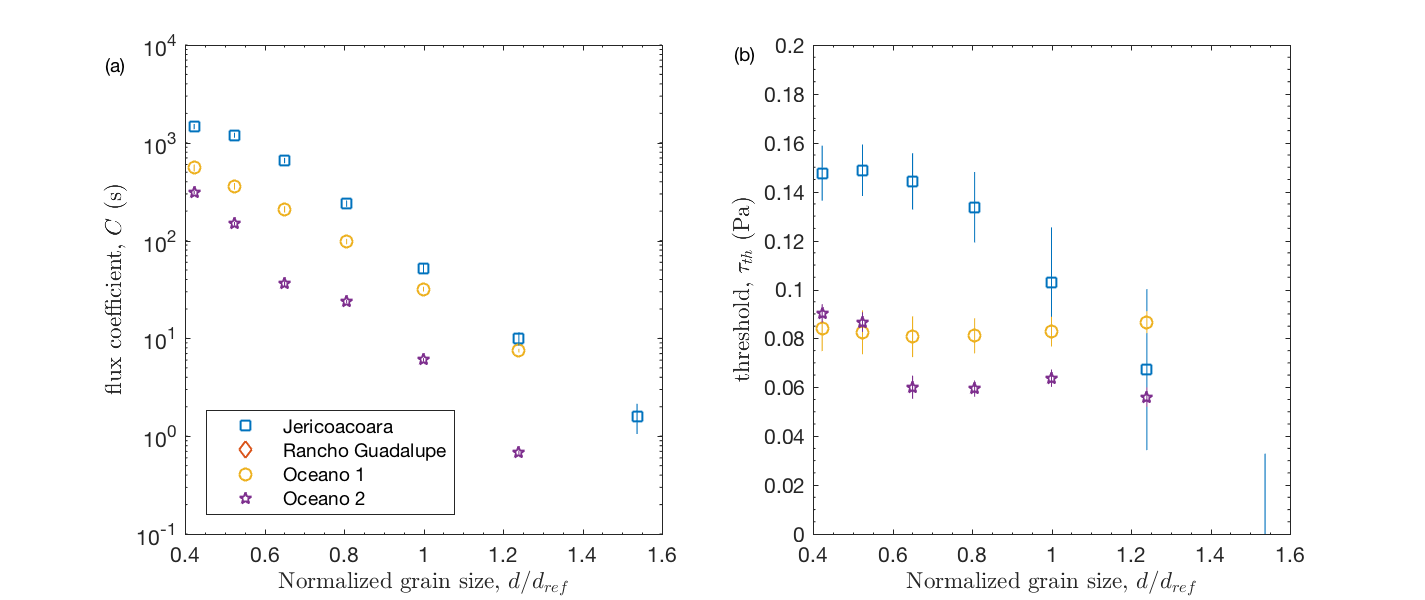 (a)
10^4
10^3
10^2
10^1
10^0
10^-1
flux coefficient, C (s)
Jericoacoara
Rancho Guadalupe
Oceano 1
Oceano 2
0.4 0.6 0.8 1 1.2 1.4 1.6
Normalized grain size, d/d_ref
(b)
0.2
0.18
0.16
0.14
0.12
0.1
0.08
0.06
0.04
0.02
0
threshold, τ_th (Pa)
0.4 0.6 0.8 1 1.2 1.4 1.6
Normalized grain size, d/d_ref